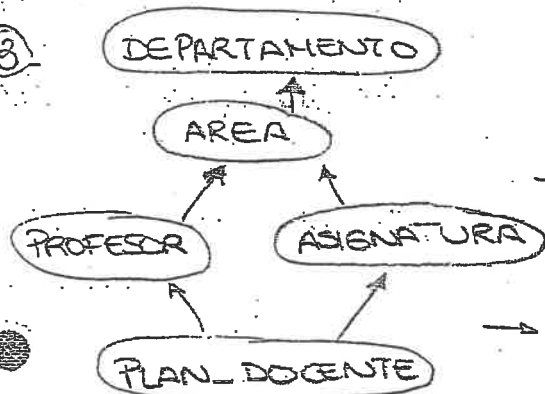 3
DEPARTAMENTO
AREA
PROFESOR
ASIGNATURA
PLAN_DOCENTE